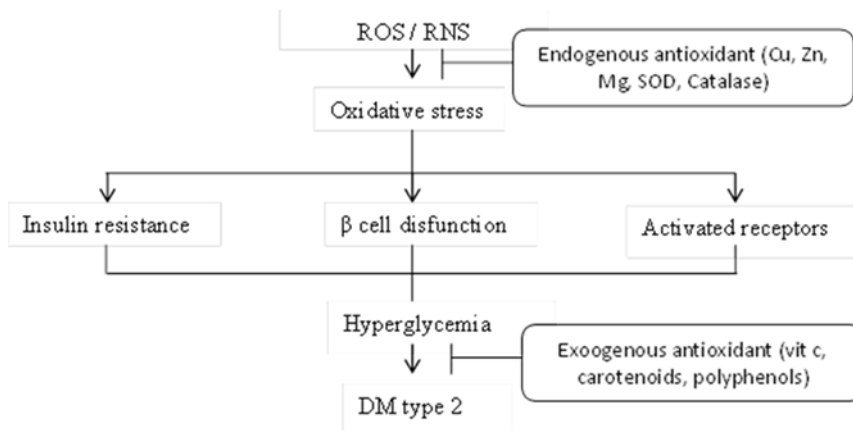 ROS / RNS
Endogenous antioxidant (Cu, Zn,
Mg, SOD, Catalase)
Oxidative stress
Insulin resistance
β cell disfunction
Activated receptors
Hyperglycemia
Exoogenous antioxidant (vit c,
carotenoids, polyphenols)
DM type 2